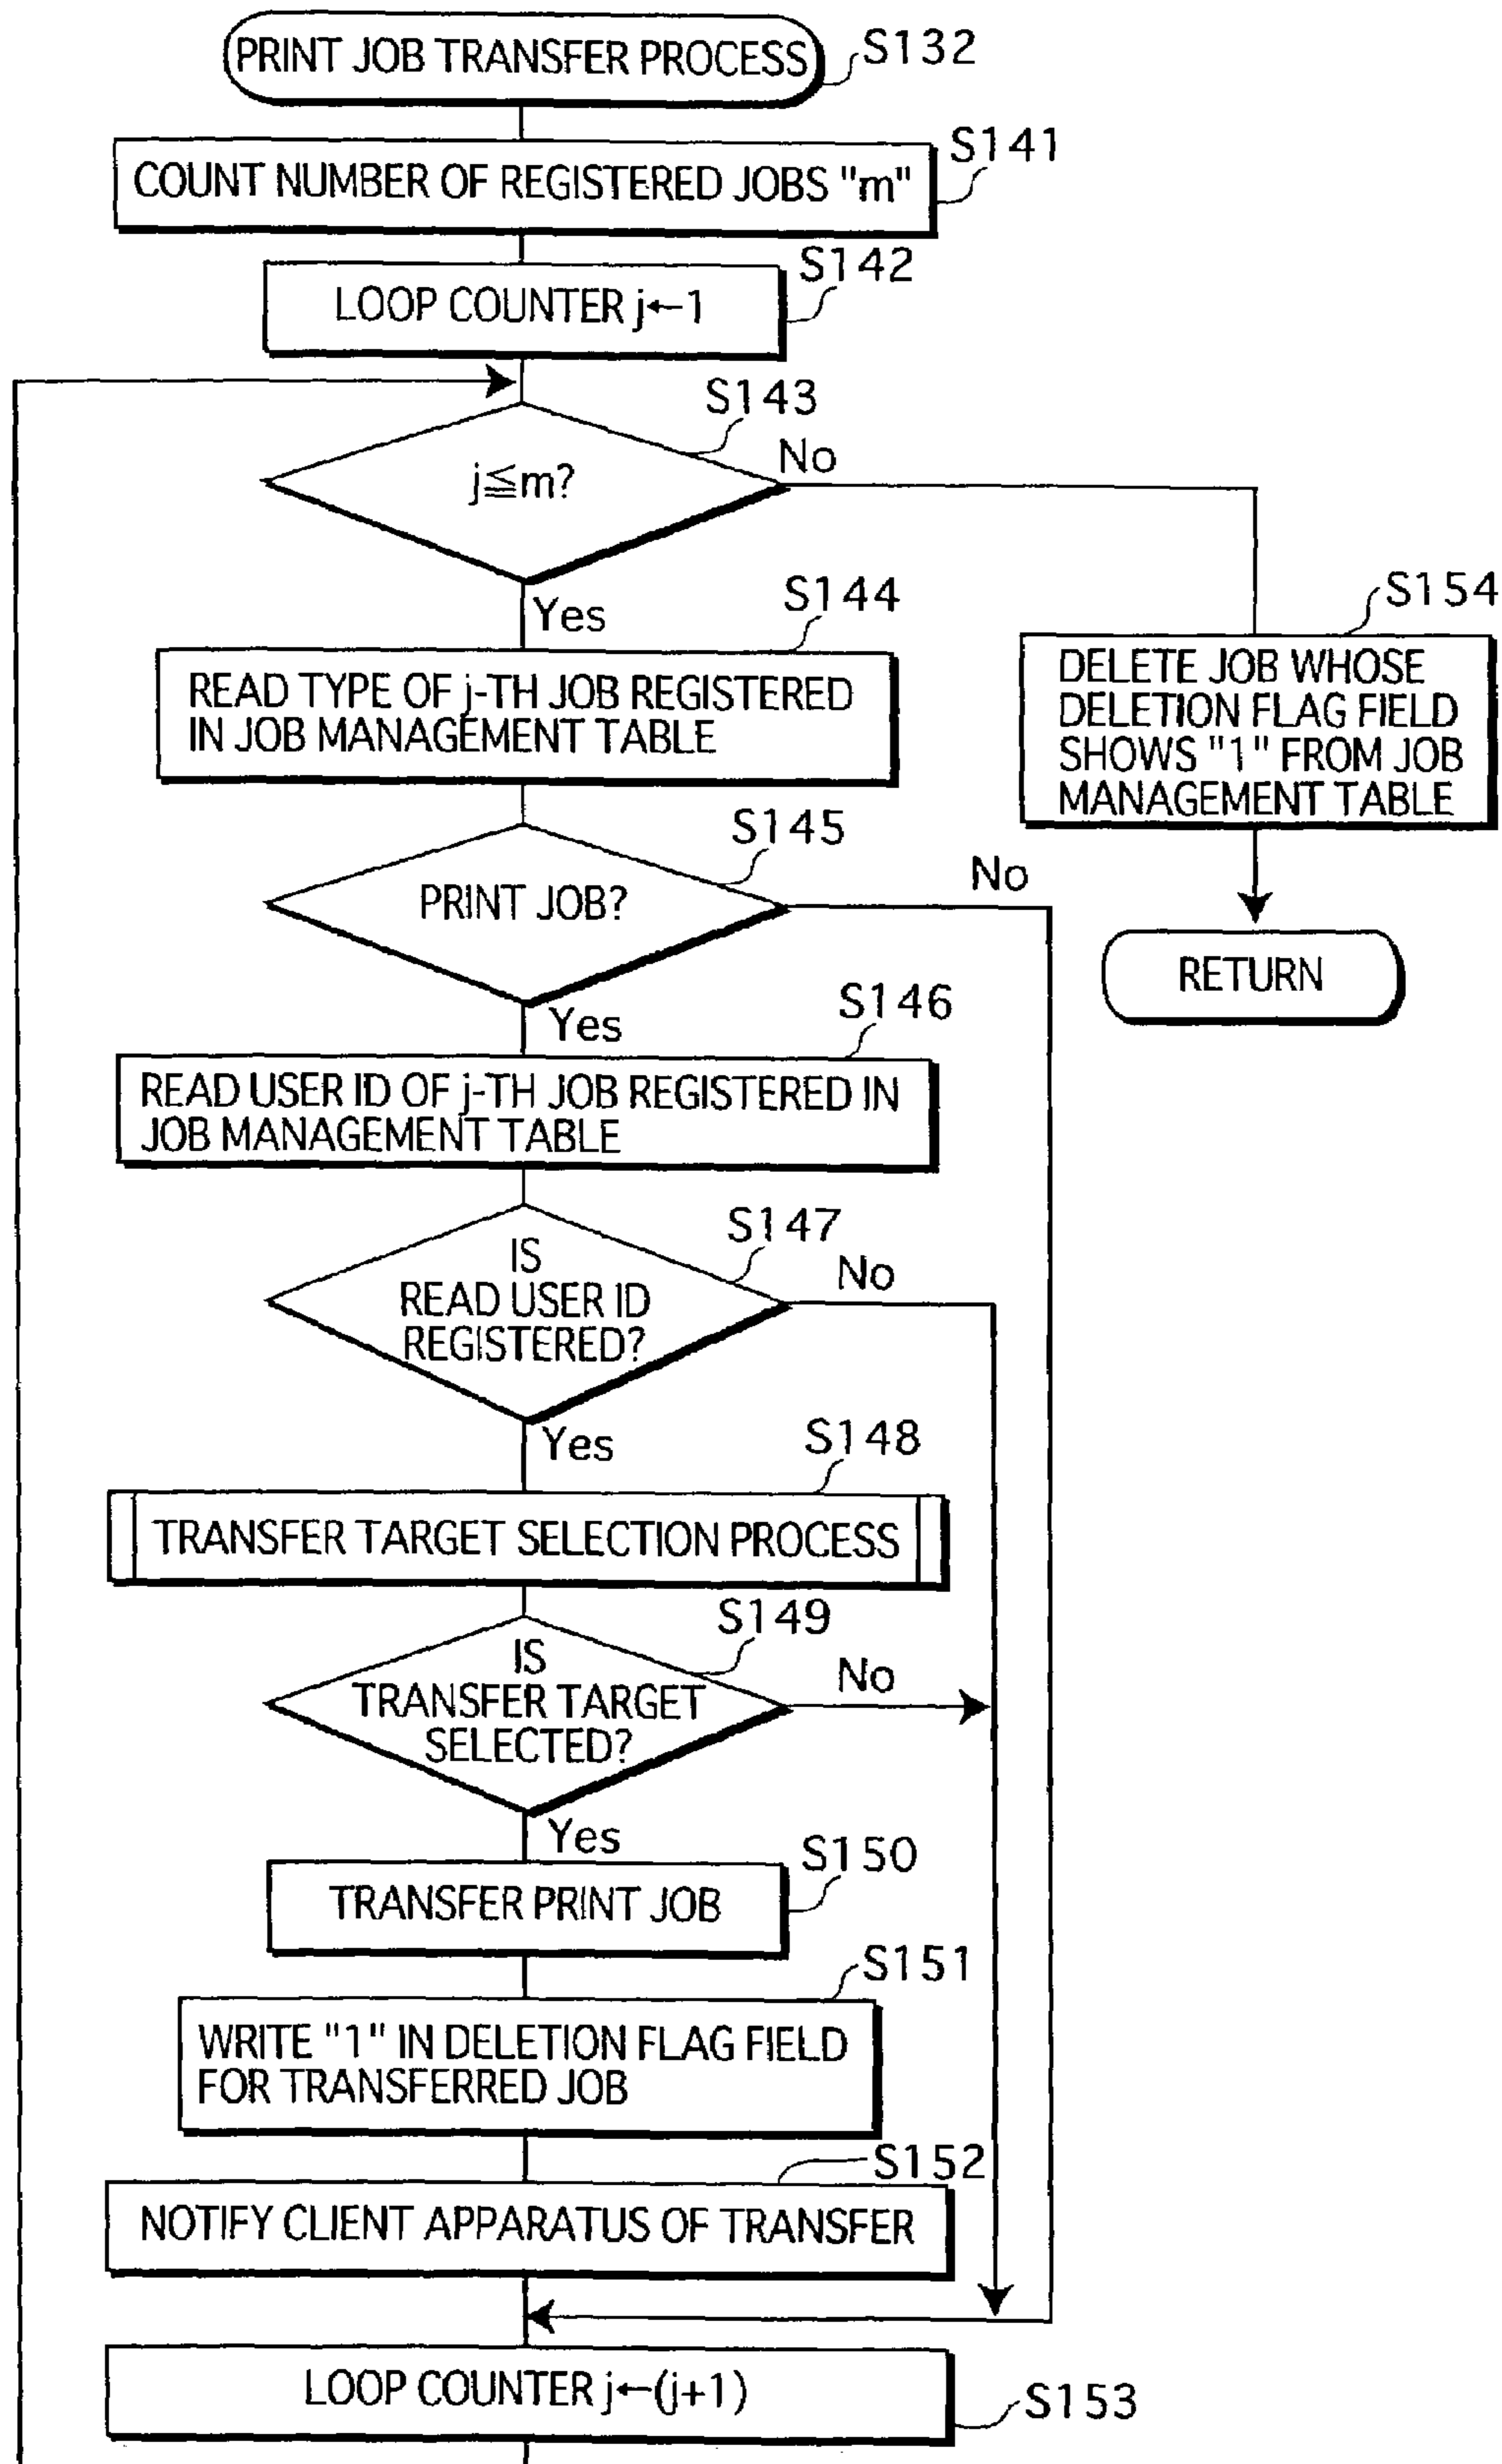 PRINT JOB TRANSFER PROCESS
S132
COUNT NUMBER OF REGISTERED JOBS "m"
S141
LOOP COUNTER j←1
S142
j≦m?
S143
No
Yes
S144
READ TYPE OF j-TH JOB REGISTERED
IN JOB MANAGEMENT TABLE
S154
DELETE JOB WHOSE
DELETION FLAG FIELD
SHOWS "1" FROM JOB
MANAGEMENT TABLE
RETURN
S145
PRINT JOB?
No
Yes
S146
READ USER ID OF j-TH JOB REGISTERED IN
JOB MANAGEMENT TABLE
S147
IS
READ USER ID
REGISTERED?
No
Yes
S148
TRANSFER TARGET SELECTION PROCESS
S149
IS
TRANSFER TARGET
SELECTED?
No
Yes
S150
TRANSFER PRINT JOB
S151
WRITE "1" IN DELETION FLAG FIELD
FOR TRANSFERRED JOB
S152
NOTIFY CLIENT APPARATUS OF TRANSFER
LOOP COUNTER j←(j+1)
S153